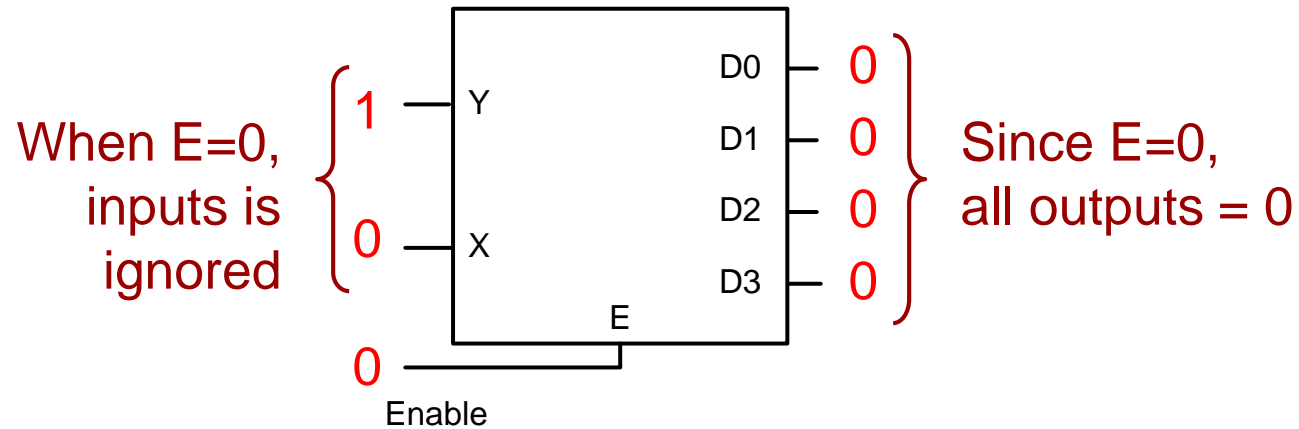 When E=0,
inputs is
ignored
1
Y
0
X
0
Enable
E
D0
0
D1
0
D2
0
D3
0
Since E=0,
all outputs = 0